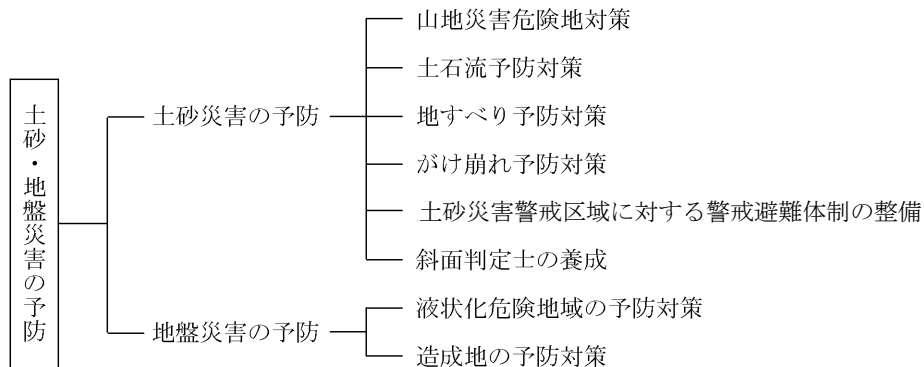 土砂・地盤災害の予防
土砂災害の予防
山地災害危険地対策
土石流予防対策
地すべり予防対策
がけ崩れ予防対策
土砂災害警戒区域に対する警戒避難体制の整備
斜面判定士の養成
地盤災害の予防
液状化危険地域の予防対策
造成地の予防対策